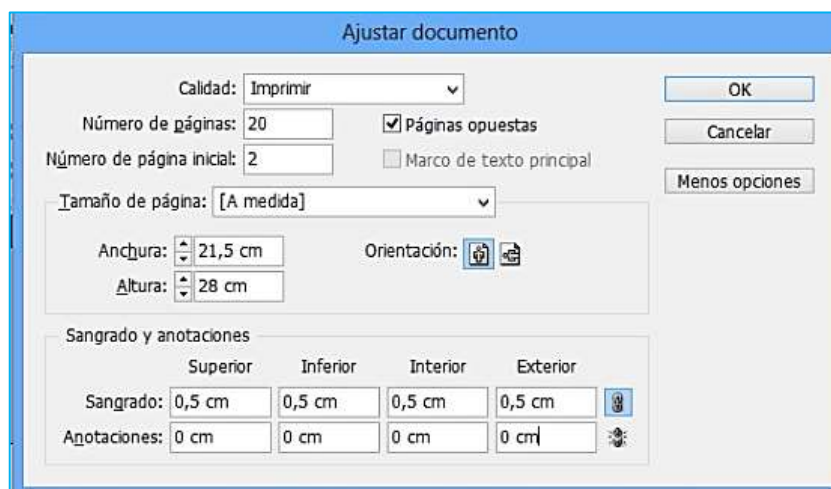 Ajustar documento
Calidad: Imprimir
OK
Número de páginas: 20
Páginas opuestas
Cancelar
Número de página inicial: 2
Marco de texto principal
Menos opciones
Tamaño de página: [A medida]
Anchura: 21,5 cm
Orientación:
Altura: 28 cm
Sangrado y anotaciones
Superior Inferior Interior Exterior
Sangrado: 0,5 cm 0,5 cm 0,5 cm 0,5 cm
Anotaciones: 0 cm 0 cm 0 cm 0 cm